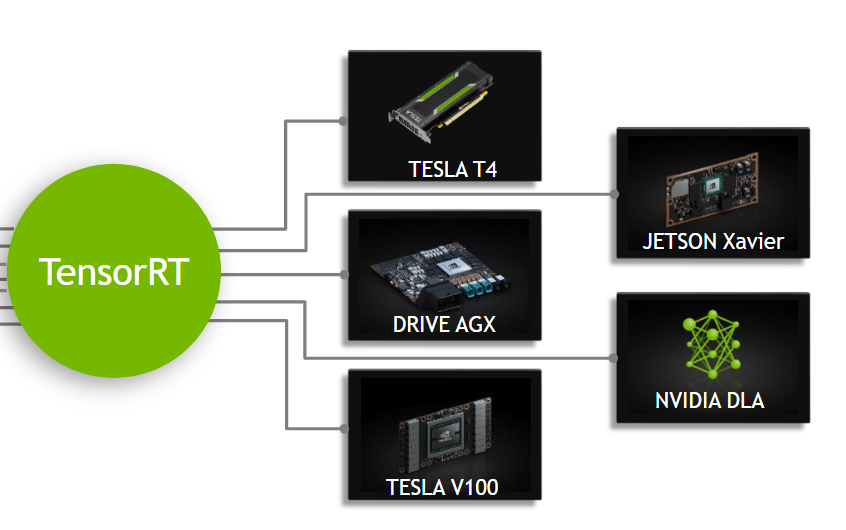 TESLA T4
JETSON Xavier
TensorRT
DRIVE AGX
NVIDIA DLA
TESLA V100